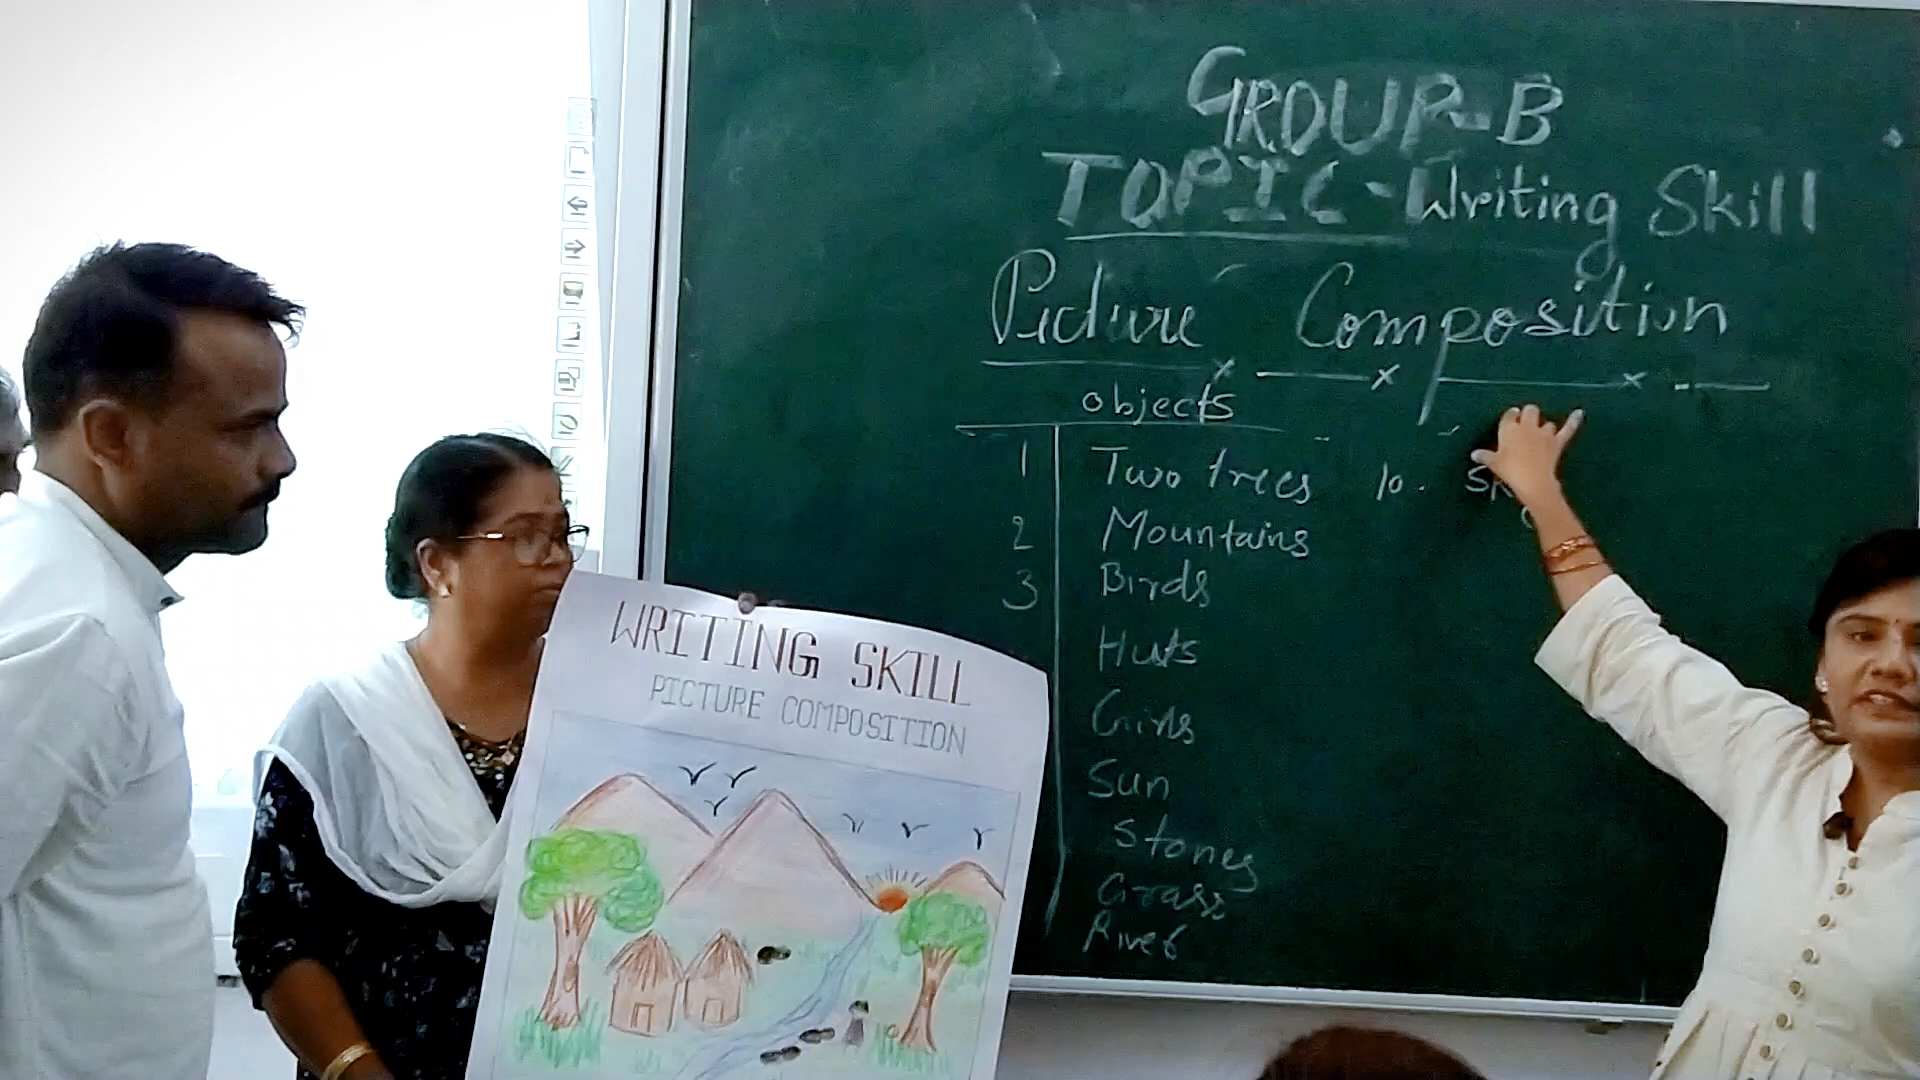 GROUP-B
TOPIC - Writing Skill
Picture Composition
objects
1 Two trees 10.
2 Mountains
3 Birds
Huts
Girls
Sun
Stones
Grass
River
WRITING SKILL
PICTURE COMPOSITION